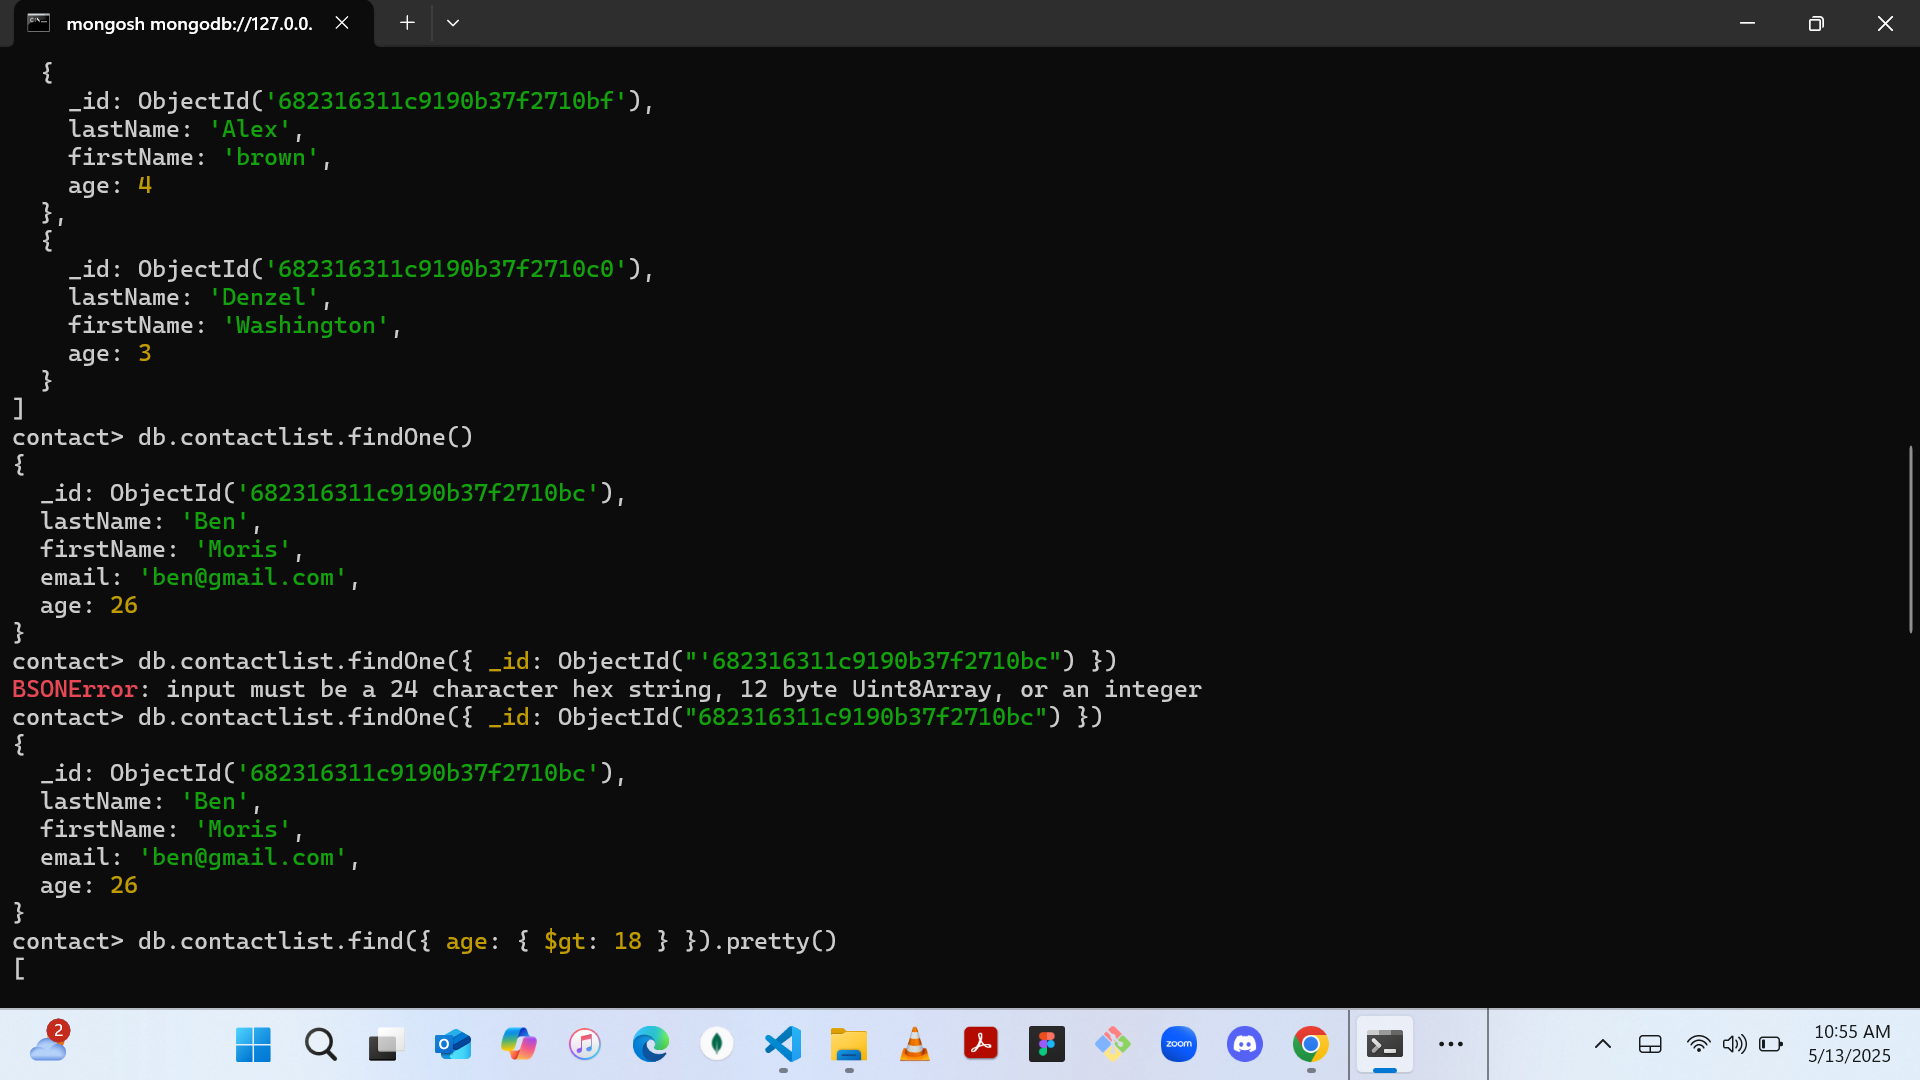 mongosh mongodb://127.0.0.
{
_id: ObjectId('682316311c9190b37f2710bf'),
lastName: 'Alex',
firstName: 'brown',
age: 4
},
{
_id: ObjectId('682316311c9190b37f2710c0'),
lastName: 'Denzel',
firstName: 'Washington',
age: 3
}
]
contact> db.contactlist.findOne()
{
_id: ObjectId('682316311c9190b37f2710bc'),
lastName: 'Ben',
firstName: 'Moris',
email: 'ben@gmail.com',
age: 26
}
contact> db.contactlist.findOne({ _id: ObjectId("'682316311c9190b37f2710bc") })
BSONError: input must be a 24 character hex string, 12 byte Uint8Array, or an integer
contact> db.contactlist.findOne({ _id: ObjectId("682316311c9190b37f2710bc") })
{
_id: ObjectId('682316311c9190b37f2710bc'),
lastName: 'Ben',
firstName: 'Moris',
email: 'ben@gmail.com',
age: 26
}
contact> db.contactlist.find({ age: { $gt: 18 } }).pretty()
[
2
zoom
10:55 AM
5/13/2025